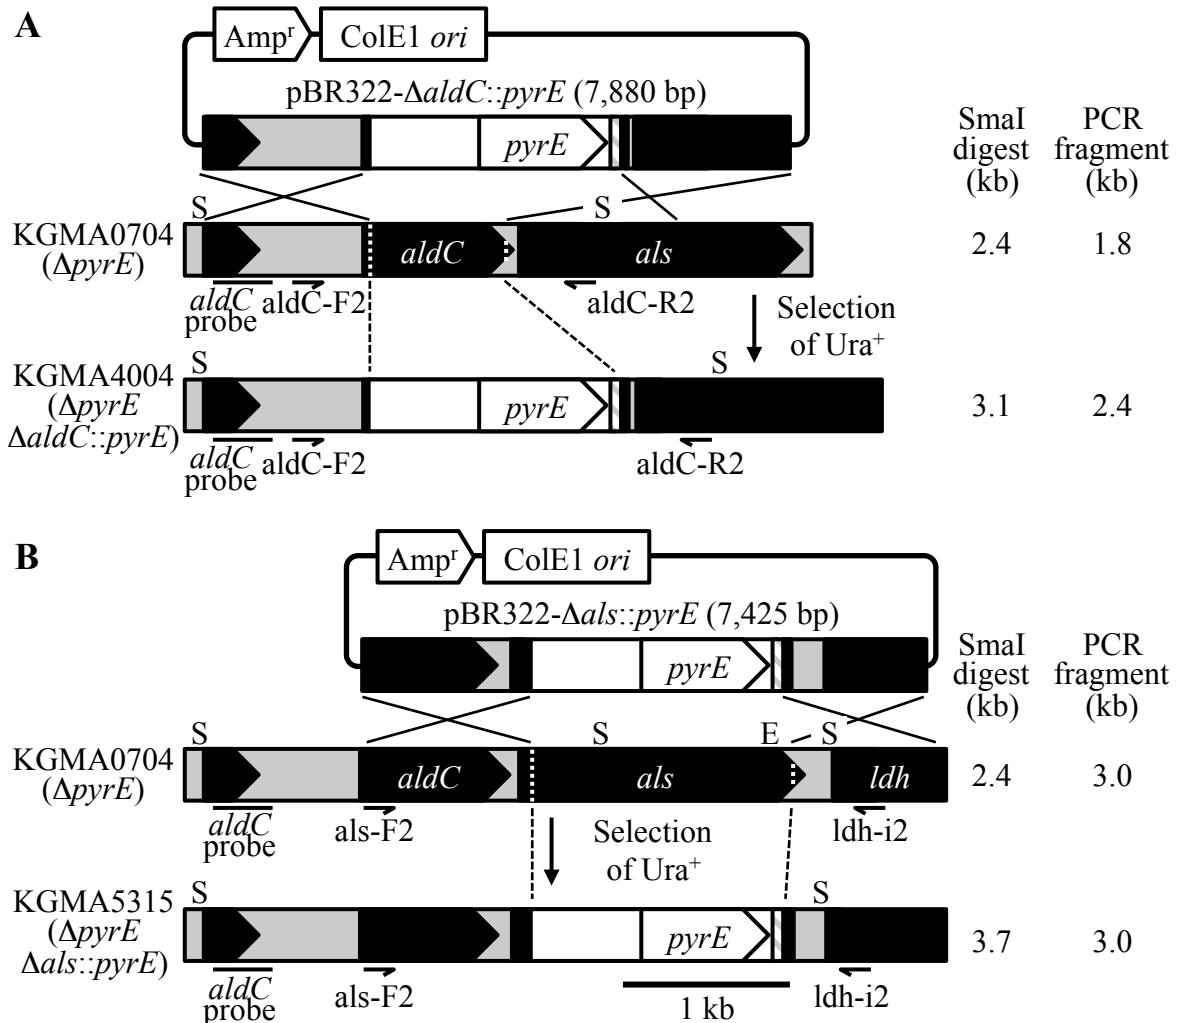 A
Ampʳ
ColE1 ori
pBR322-ΔaldC::pyrE (7,880 bp)
pyrE
SmaI
digest
(kb)
PCR
fragment
(kb)
S
S
KGMA0704
(ΔpyrE)
aldC
als
2.4
1.8
aldC
probe
aldC-F2
aldC-R2
Selection
of Ura⁺
S
S
KGMA4004
(ΔpyrE
ΔaldC::pyrE)
pyrE
3.1
2.4
aldC
probe
aldC-F2
aldC-R2
B
Ampʳ
ColE1 ori
pBR322-Δals::pyrE (7,425 bp)
pyrE
SmaI
digest
(kb)
PCR
fragment
(kb)
S
S
E
S
KGMA0704
(ΔpyrE)
aldC
als
ldh
2.4
3.0
aldC
probe
als-F2
ldh-i2
Selection
of Ura⁺
S
S
KGMA5315
(ΔpyrE
Δals::pyrE)
pyrE
3.7
3.0
aldC
probe
als-F2
1 kb
ldh-i2